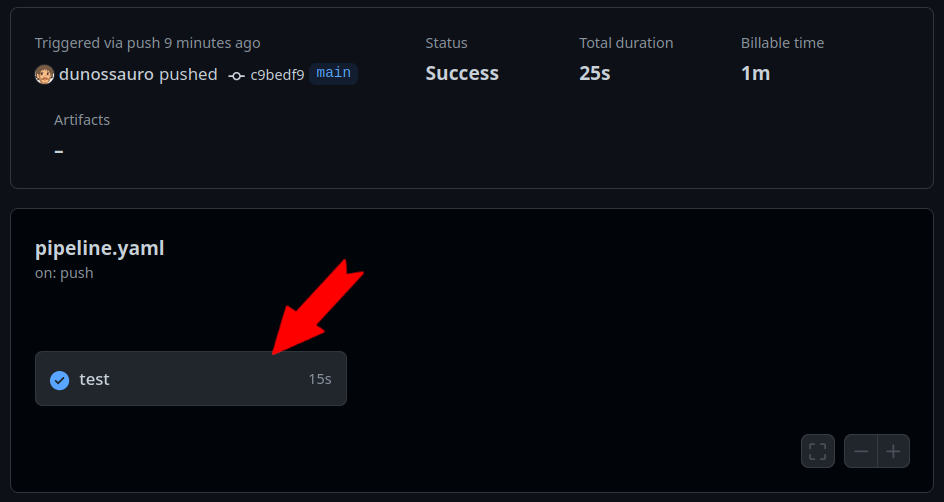 Triggered via push 9 minutes ago
dunossauro pushed c9bedf9 main
Status
Success
Total duration
25s
Billable time
1m
Artifacts
–
pipeline.yaml
on: push
test 15s